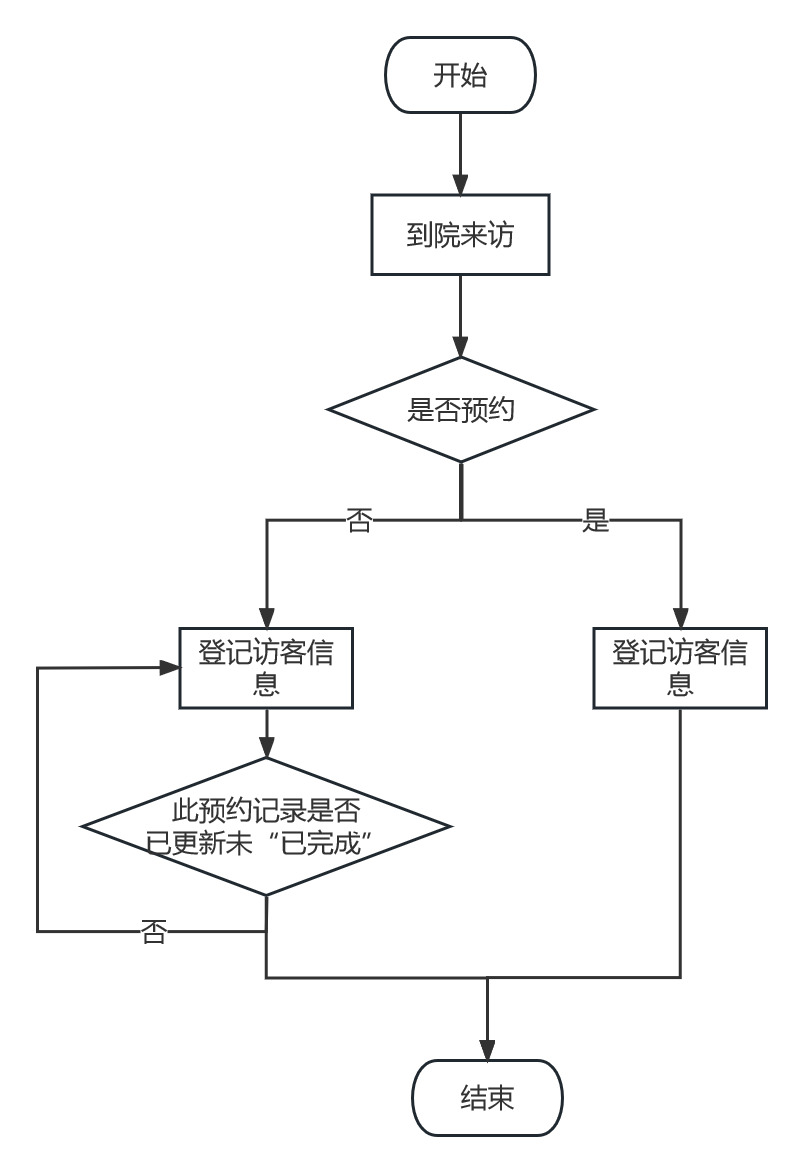 开始
到院来访
是否预约
否
是
登记访客信
息
登记访客信
息
此预约记录是否
已更新未“已完成”
否
结束